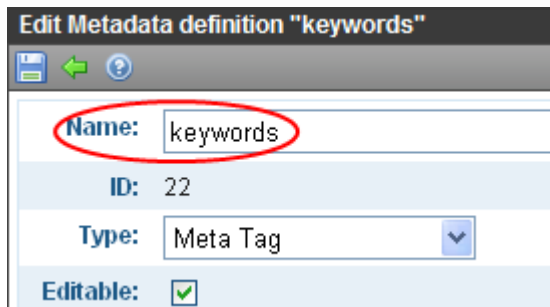 Edit Metadata definition "keywords"
Name: keywords
ID: 22
Type: Meta Tag
Editable: